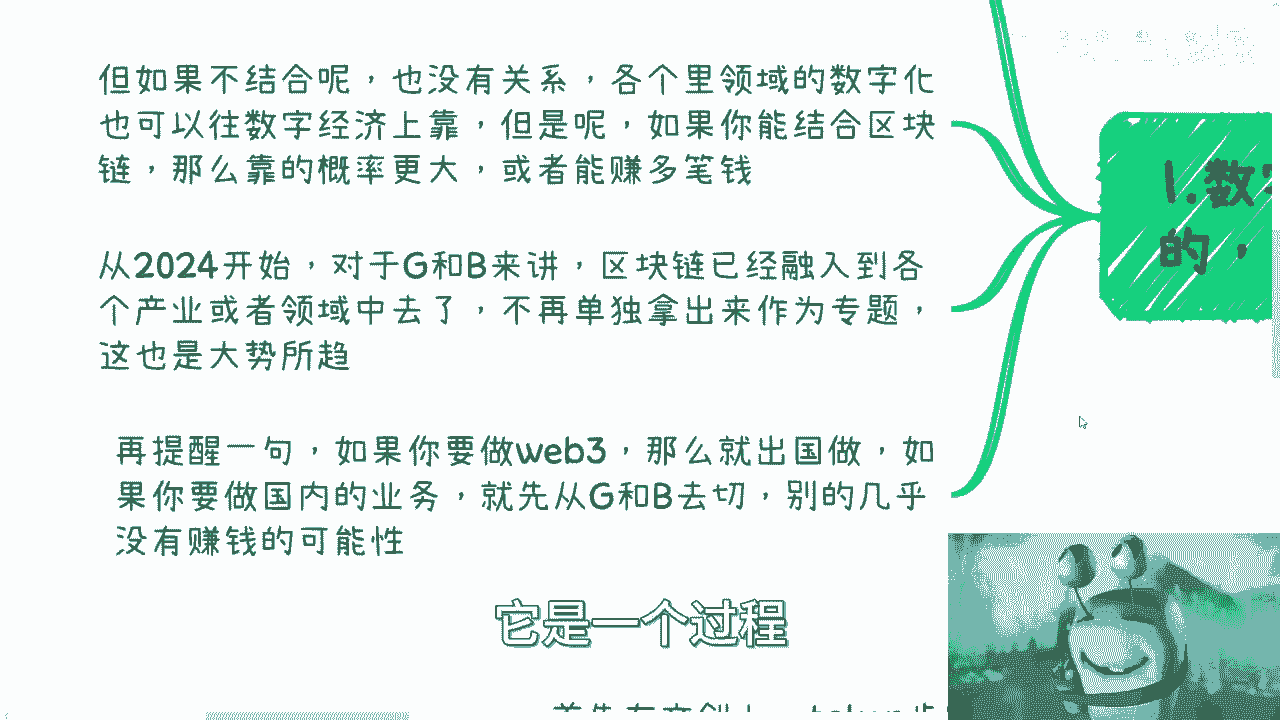 但如果不结合呢，也没有关系，各个里领域的数字化
也可以往数字经济上靠，但是呢，如果你能结合区块
链，那么靠的概率更大，或者能赚多笔钱
从2024开始，对于G和B来讲，区块链已经融入到各
个产业或者领域中去了，不再单独拿出来作为专题，
这也是大势所趋
再提醒一句，如果你要做web3，那么就出国做，如
果你要做国内的业务，就先从G和B去切，别的几乎
没有赚钱的可能性
1.数
的，
它是一个过程